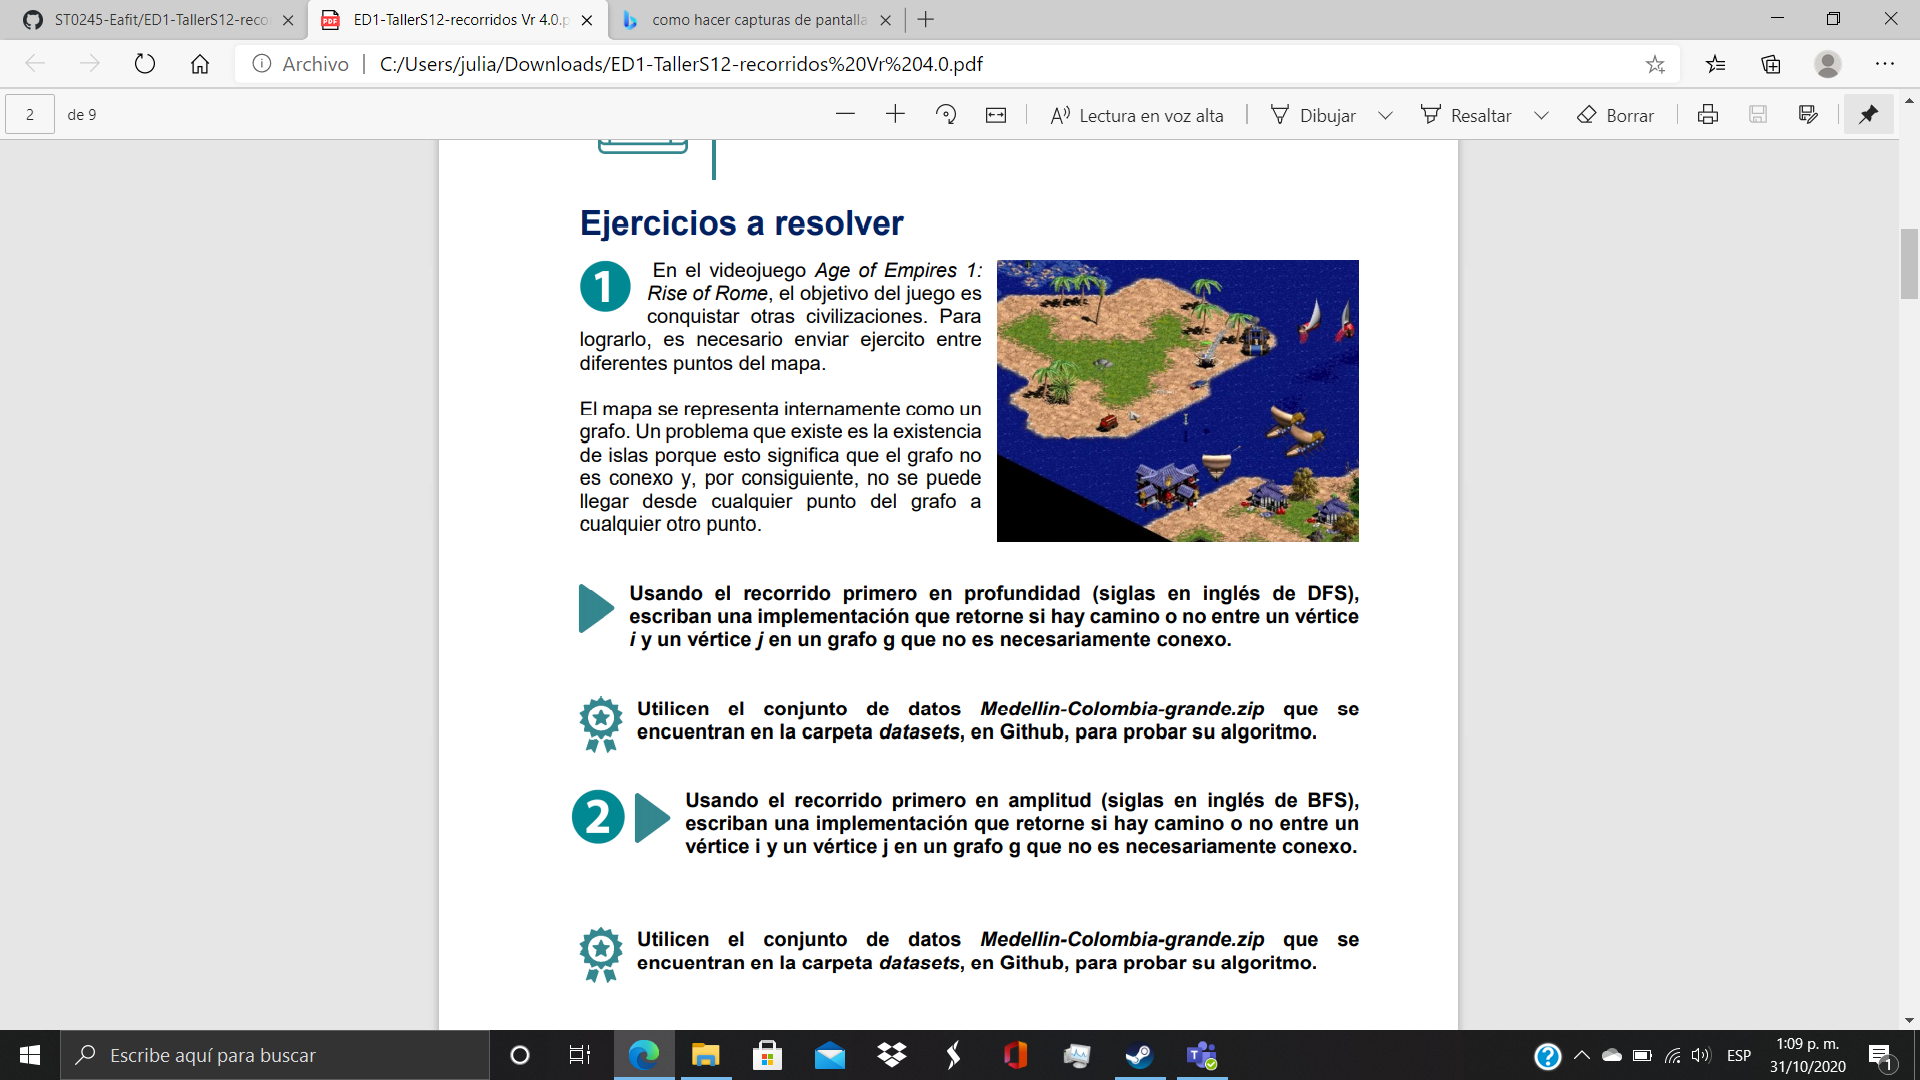 ST0245-Eafit/ED1-TallerS12-reco
ED1-TallerS12-recorridos Vr 4.0.p
como hacer capturas de pantalla
Archivo
C:/Users/julia/Downloads/ED1-TallerS12-recorridos%20Vr%204.0.pdf
2 de 9
Lectura en voz alta
Dibujar
Resaltar
Borrar
Ejercicios a resolver
1 En el videojuego Age of Empires 1:
Rise of Rome, el objetivo del juego es
conquistar otras civilizaciones. Para
lograrlo, es necesario enviar ejercito entre
diferentes puntos del mapa.
El mapa se representa internamente como un
grafo. Un problema que existe es la existencia
de islas porque esto significa que el grafo no
es conexo y, por consiguiente, no se puede
llegar desde cualquier punto del grafo a
cualquier otro punto.
Usando el recorrido primero en profundidad (siglas en inglés de DFS),
escriban una implementación que retorne si hay camino o no entre un vértice
i y un vértice j en un grafo g que no es necesariamente conexo.
Utilicen el conjunto de datos Medellin-Colombia-grande.zip que se
encuentran en la carpeta datasets, en Github, para probar su algoritmo.
2 Usando el recorrido primero en amplitud (siglas en inglés de BFS),
escriban una implementación que retorne si hay camino o no entre un
vértice i y un vértice j en un grafo g que no es necesariamente conexo.
Utilicen el conjunto de datos Medellin-Colombia-grande.zip que se
encuentran en la carpeta datasets, en Github, para probar su algoritmo.
Escribe aquí para buscar
ESP
1:09 p. m.
31/10/2020
1